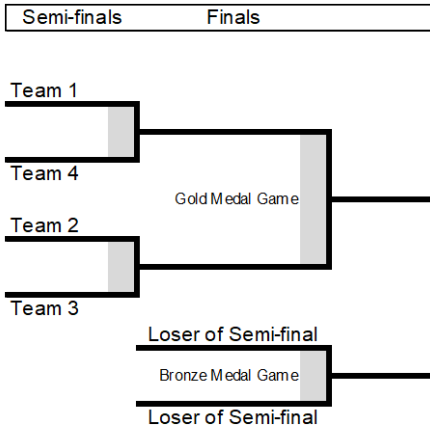 Semi-finals Finals
Team 1
Team 4
Gold Medal Game
Team 2
Team 3
Loser of Semi-final
Bronze Medal Game
Loser of Semi-final